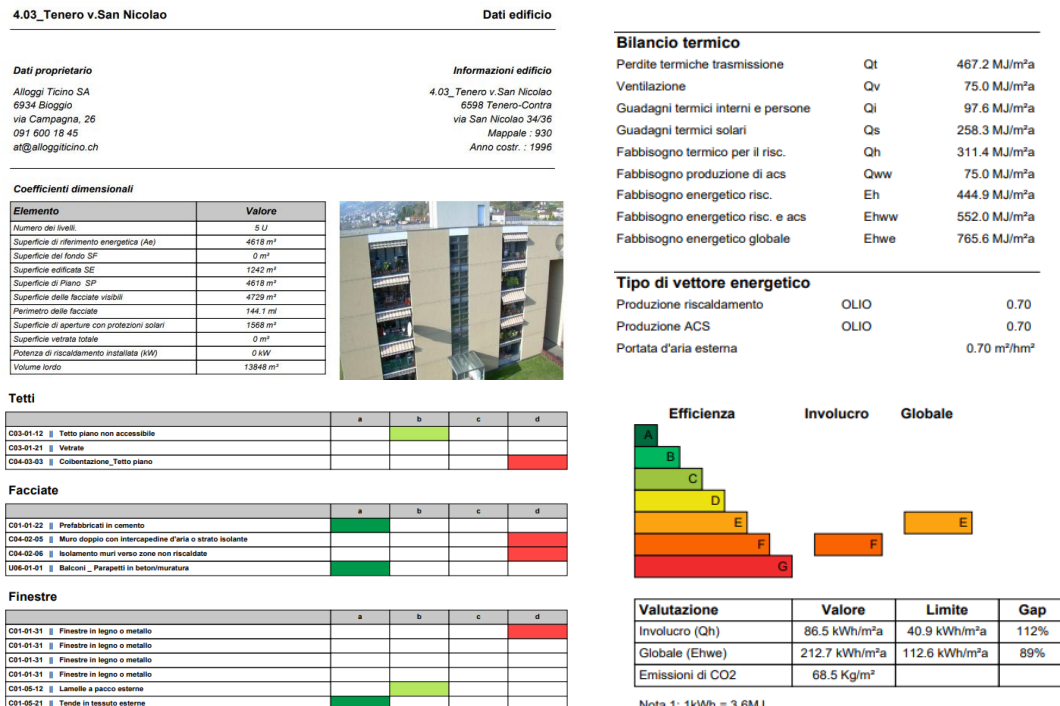 4.03_Tenero v.San Nicolao Dati edificio
Dati proprietario Informazioni edificio
Alloggi Ticino SA 4.03_Tenero v.San Nicolao
6934 Bioggio 6598 Tenero-Contra
via Campagna, 26 via San Nicolao 34/36
091 600 18 45 Mappale : 930
at@alloggiticino.ch Anno costr. : 1996
Coefficienti dimensionali
Elemento Valore
Numero dei livelli. 5 U
Superficie di riferimento energetica (Ae) 4618 m²
Superficie del fondo SF 0 m²
Superficie edificata SE 1242 m²
Superficie di Piano SP 4618 m²
Superficie delle facciate visibili 4729 m²
Perimetro delle facciate 144.1 ml
Superficie di aperture con protezioni solari 1568 m²
Superficie vetrata totale 0 m²
Potenza di riscaldamento installata (kW) 0 kW
Volume lordo 13848 m³
Tetti
a b c d
C03-01-12 || Tetto piano non accessibile
C03-01-21 || Vetrate
C04-03-03 || Coibentazione_Tetto piano
Facciate
a b c d
C01-01-22 || Prefabbricati in cemento
C04-02-05 || Muro doppio con intercapedine d'aria o strato isolante
C04-02-06 || Isolamento muri verso zone non riscaldate
U06-01-01 || Balconi _ Parapetti in beton/muratura
Finestre
a b c d
C01-01-31 || Finestre in legno o metallo
C01-01-31 || Finestre in legno o metallo
C01-01-31 || Finestre in legno o metallo
C01-01-31 || Finestre in legno o metallo
C01-05-12 || Lamelle a pacco esterne
C01-05-21 || Tende in tessuto esterne
Bilancio termico
Perdite termiche trasmissione Qt 467.2 MJ/m²a
Ventilazione Qv 75.0 MJ/m²a
Guadagni termici interni e persone Qi 97.6 MJ/m²a
Guadagni termici solari Qs 258.3 MJ/m²a
Fabbisogno termico per il risc. Qh 311.4 MJ/m²a
Fabbisogno produzione di acs Qww 75.0 MJ/m²a
Fabbisogno energetico risc. Eh 444.9 MJ/m²a
Fabbisogno energetico risc. e acs Ehww 552.0 MJ/m²a
Fabbisogno energetico globale Ehwe 765.6 MJ/m²a
Tipo di vettore energetico
Produzione riscaldamento OLIO 0.70
Produzione ACS OLIO 0.70
Portata d'aria esterna 0.70 m³/hm²
Efficienza Involucro Globale
A
B
C
D
E E
F F
G
Valutazione Valore Limite Gap
Involucro (Qh) 86.5 kWh/m²a 40.9 kWh/m²a 112%
Globale (Ehwe) 212.7 kWh/m²a 112.6 kWh/m²a 89%
Emissioni di CO2 68.5 Kg/m²
Nota 1: 1kWh = 3.6MJ